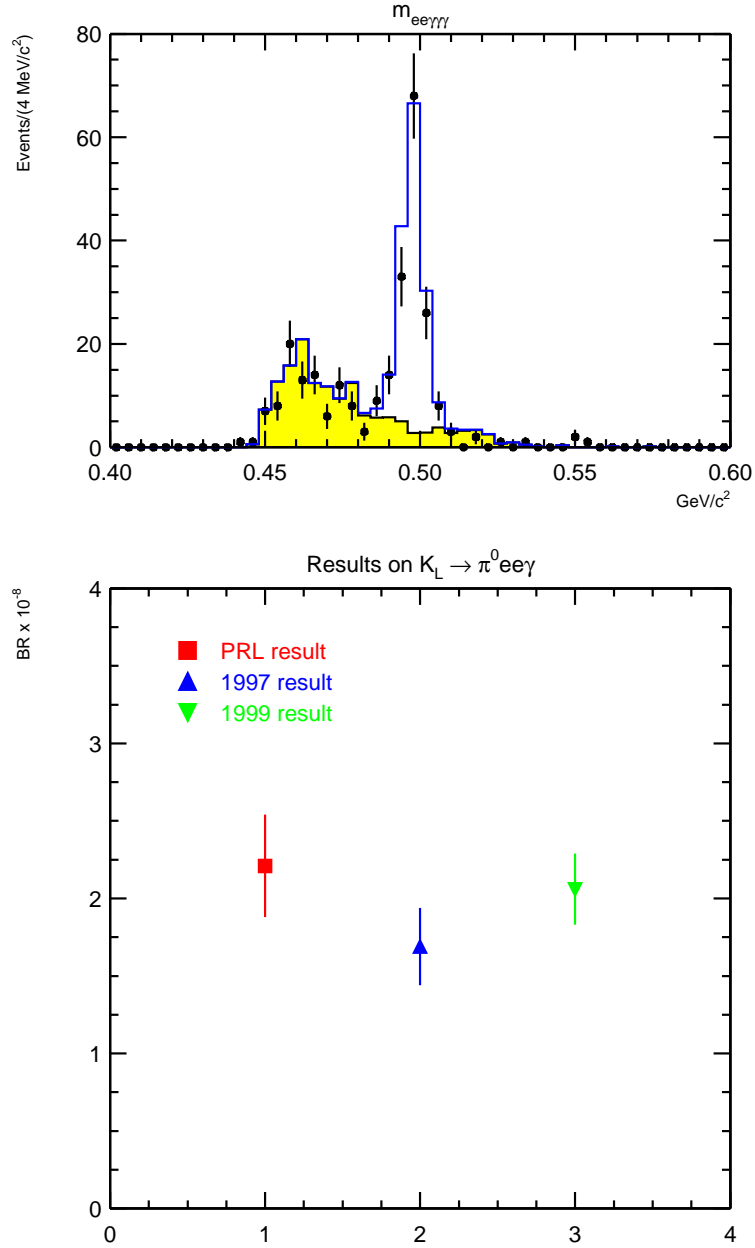 m_eeγγγ
Events/(4 MeV/c²)
80
60
40
20
0
0.40 0.45 0.50 0.55 0.60
GeV/c²
Results on K_L → π⁰eeγ
BR x 10⁻⁸
4
PRL result
1997 result
1999 result
3
2
1
0
0 1 2 3 4